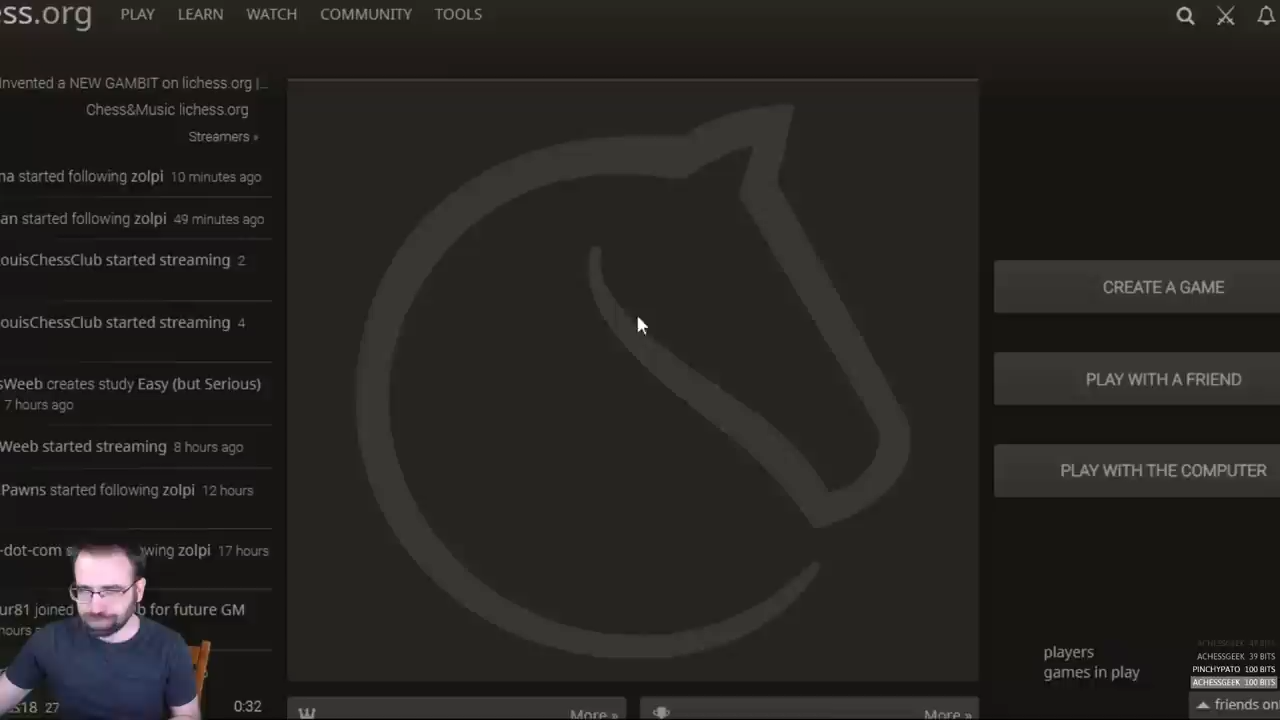 ess.org
PLAY LEARN WATCH COMMUNITY TOOLS
Invented a NEW GAMBIT on lichess.org |...
Chess&Music lichess.org
Streamers »
na started following zolpi 10 minutes ago
an started following zolpi 49 minutes ago
ouisChessClub started streaming 2
ouisChessClub started streaming 4
sWeeb creates study Easy (but Serious)
7 hours ago
Weeb started streaming 8 hours ago
Pawns started following zolpi 12 hours
-dot-com s wing zolpi 17 hours
ur81 joined b for future GM
hours a
s18 27 0:32
More »
More »
CREATE A GAME
PLAY WITH A FRIEND
PLAY WITH THE COMPUTER
players
games in play
ACHESSGEEK 39 BITS
PINCHYPATO 100 BITS
ACHESSGEEK 100 BITS
friends on